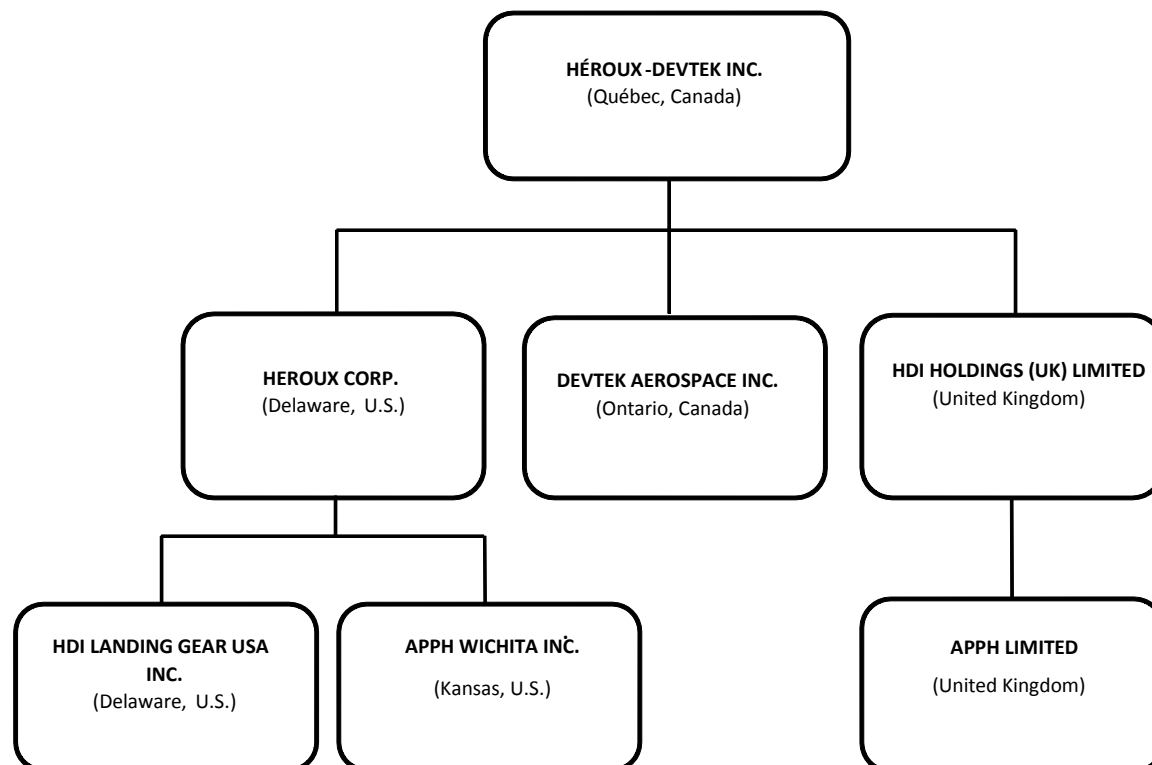 HÉROUX-DEVTEK INC.
(Québec, Canada)
HEROUX CORP.
(Delaware, U.S.)
DEVTEK AEROSPACE INC.
(Ontario, Canada)
HDI HOLDINGS (UK) LIMITED
(United Kingdom)
HDI LANDING GEAR USA
INC.
(Delaware, U.S.)
APPH WICHITA INC.
(Kansas, U.S.)
APPH LIMITED
(United Kingdom)